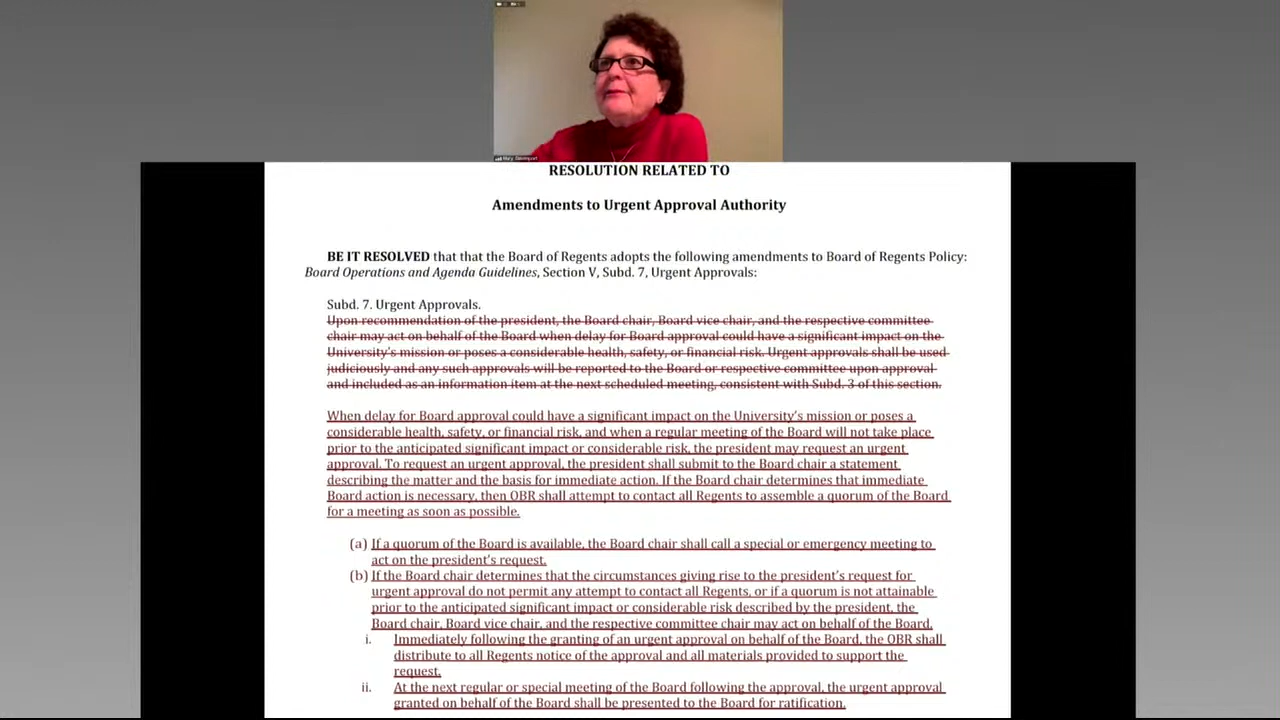 Mary Davenport
RESOLUTION RELATED TO
Amendments to Urgent Approval Authority
BE IT RESOLVED that that the Board of Regents adopts the following amendments to Board of Regents Policy:
Board Operations and Agenda Guidelines, Section V, Subd. 7, Urgent Approvals:
Subd. 7. Urgent Approvals.
Upon recommendation of the president, the Board chair, Board vice chair, and the respective committee
chair may act on behalf of the Board when delay for Board approval could have a significant impact on the
University's mission or poses a considerable health, safety, or financial risk. Urgent approvals shall be used
judiciously and any such approvals will be reported to the Board or respective committee upon approval
and included as an information item at the next scheduled meeting, consistent with Subd. 3 of this section.
When delay for Board approval could have a significant impact on the University's mission or poses a
considerable health, safety, or financial risk, and when a regular meeting of the Board will not take place
prior to the anticipated significant impact or considerable risk, the president may request an urgent
approval. To request an urgent approval, the president shall submit to the Board chair a statement
describing the matter and the basis for immediate action. If the Board chair determines that immediate
Board action is necessary, then OBR shall attempt to contact all Regents to assemble a quorum of the Board
for a meeting as soon as possible.
(a) If a quorum of the Board is available, the Board chair shall call a special or emergency meeting to
act on the president's request.
(b) If the Board chair determines that the circumstances giving rise to the president's request for
urgent approval do not permit any attempt to contact all Regents, or if a quorum is not attainable
prior to the anticipated significant impact or considerable risk described by the president, the
Board chair, Board vice chair, and the respective committee chair may act on behalf of the Board.
i. Immediately following the granting of an urgent approval on behalf of the Board, the OBR shall
distribute to all Regents notice of the approval and all materials provided to support the
request.
ii. At the next regular or special meeting of the Board following the approval, the urgent approval
granted on behalf of the Board shall be presented to the Board for ratification.